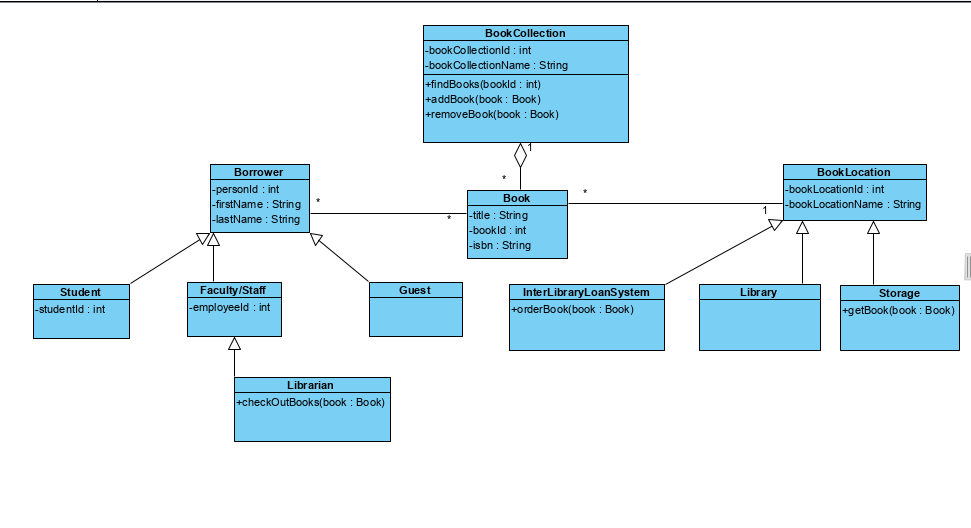 BookCollection
-bookCollectionId : int
-bookCollectionName : String
+findBooks(bookId : int)
+addBook(book : Book)
+removeBook(book : Book)
1
*
Borrower
-personId : int
-firstName : String
-lastName : String
*
*
Book
-title : String
-bookId : int
-isbn : String
*
1
BookLocation
-bookLocationId : int
-bookLocationName : String
Student
-studentId : int
Faculty/Staff
-employeeId : int
Guest
InterLibraryLoanSystem
+orderBook(book : Book)
Library
Storage
+getBook(book : Book)
Librarian
+checkOutBooks(book : Book)